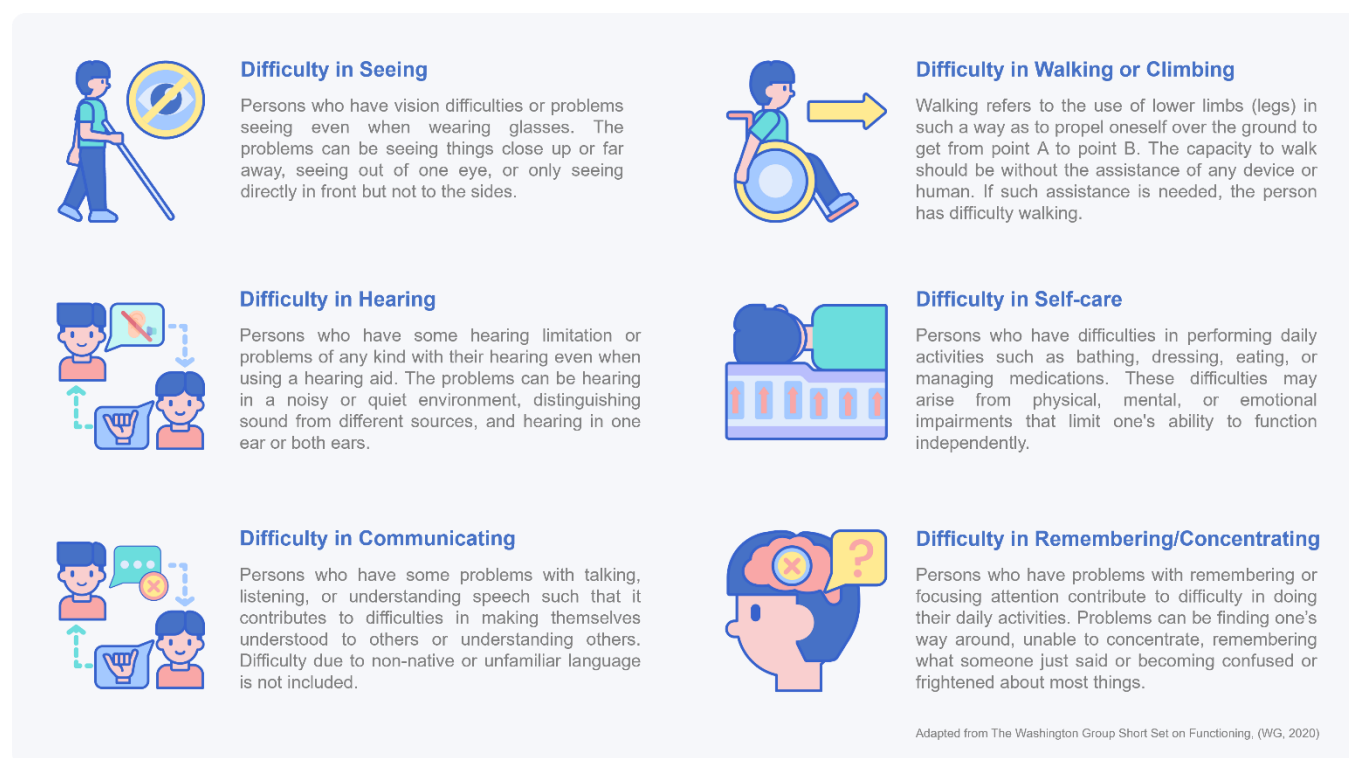 Difficulty in Seeing
Persons who have vision difficulties or problems
seeing even when wearing glasses. The
problems can be seeing things close up or far
away, seeing out of one eye, or only seeing
directly in front but not to the sides.
Difficulty in Walking or Climbing
Walking refers to the use of lower limbs (legs) in
such a way as to propel oneself over the ground to
get from point A to point B. The capacity to walk
should be without the assistance of any device or
human. If such assistance is needed, the person
has difficulty walking.
Difficulty in Hearing
Persons who have some hearing limitation or
problems of any kind with their hearing even when
using a hearing aid. The problems can be hearing
in a noisy or quiet environment, distinguishing
sound from different sources, and hearing in one
ear or both ears.
Difficulty in Self-care
Persons who have difficulties in performing daily
activities such as bathing, dressing, eating, or
managing medications. These difficulties may
arise from physical, mental, or emotional
impairments that limit one's ability to function
independently.
Difficulty in Communicating
Persons who have some problems with talking,
listening, or understanding speech such that it
contributes to difficulties in making themselves
understood to others or understanding others.
Difficulty due to non-native or unfamiliar language
is not included.
?
Difficulty in Remembering/Concentrating
Persons who have problems with remembering or
focusing attention contribute to difficulty in doing
their daily activities. Problems can be finding one's
way around, unable to concentrate, remembering
what someone just said or becoming confused or
frightened about most things.
Adapted from The Washington Group Short Set on Functioning, (WG, 2020)